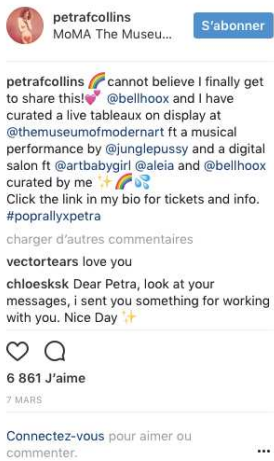 petrafcollins
MoMA The Museu...
S'abonner
petrafcollins 🌈cannot believe I finally get
to share this!💕 @bellhoox and I have
curated a live tableaux on display at
@themuseumofmodernart ft a musical
performance by @junglepussy and a digital
salon ft @artbabygirl @aleia and @bellhoox
curated by me ✨🌈💦
Click the link in my bio for tickets and info.
#poprallyxpetra
charger d'autres commentaires
vectortears love you
chloesksk Dear Petra, look at your
messages, i sent you something for working
with you. Nice Day ✨
6 861 J'aime
7 MARS
Connectez-vous pour aimer ou
commenter.